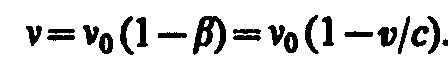 ν = ν₀ (1 − β) = ν₀ (1 − v/c).